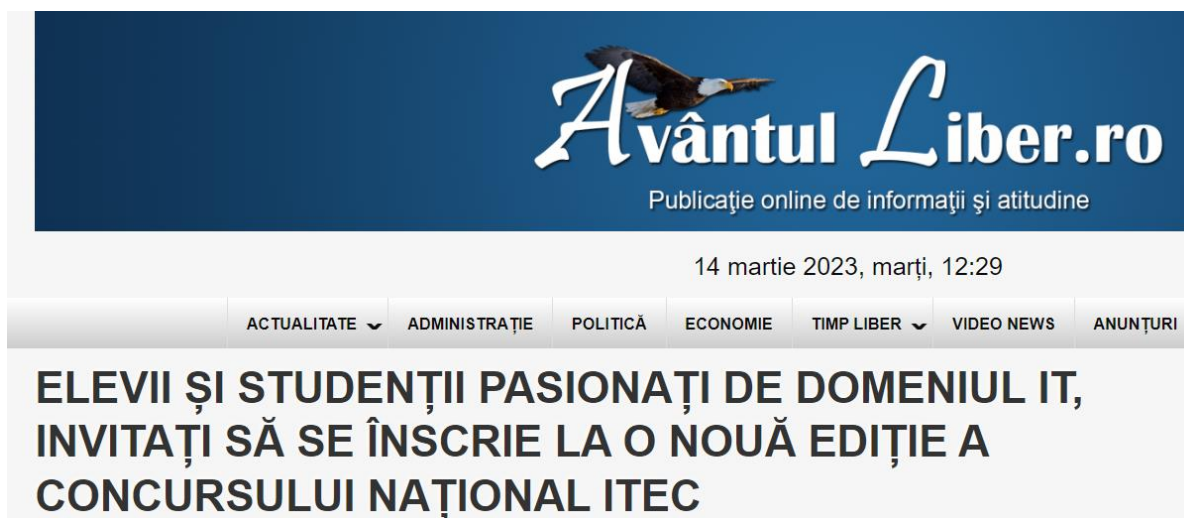 Avântul Liber.ro
Publicaţie online de informaţii şi atitudine
14 martie 2023, marți, 12:29
ACTUALITATE ADMINISTRAȚIE POLITICĂ ECONOMIE TIMP LIBER VIDEO NEWS ANUNȚURI
ELEVII ȘI STUDENȚII PASIONAȚI DE DOMENIUL IT,
INVITAȚI SĂ SE ÎNSCRIE LA O NOUĂ EDIȚIE A
CONCURSULUI NAȚIONAL ITEC